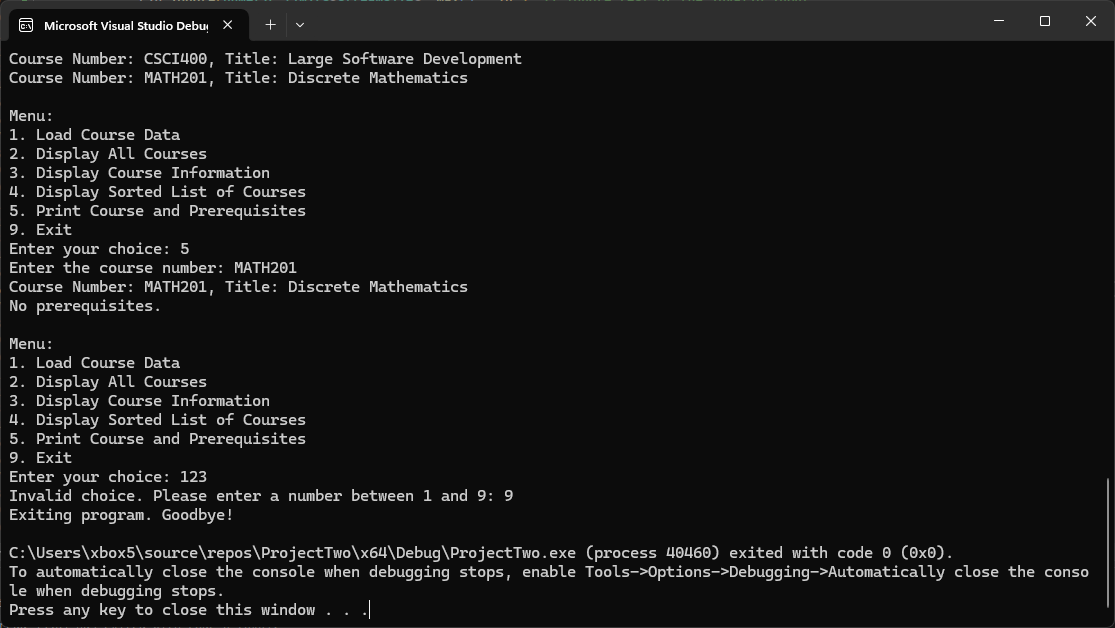 Microsoft Visual Studio Debu
Course Number: CSCI400, Title: Large Software Development
Course Number: MATH201, Title: Discrete Mathematics
Menu:
1. Load Course Data
2. Display All Courses
3. Display Course Information
4. Display Sorted List of Courses
5. Print Course and Prerequisites
9. Exit
Enter your choice: 5
Enter the course number: MATH201
Course Number: MATH201, Title: Discrete Mathematics
No prerequisites.
Menu:
1. Load Course Data
2. Display All Courses
3. Display Course Information
4. Display Sorted List of Courses
5. Print Course and Prerequisites
9. Exit
Enter your choice: 123
Invalid choice. Please enter a number between 1 and 9: 9
Exiting program. Goodbye!
C:\Users\xbox5\source\repos\ProjectTwo\x64\Debug\ProjectTwo.exe (process 40460) exited with code 0 (0x0).
To automatically close the console when debugging stops, enable Tools->Options->Debugging->Automatically close the conso
le when debugging stops.
Press any key to close this window . . .